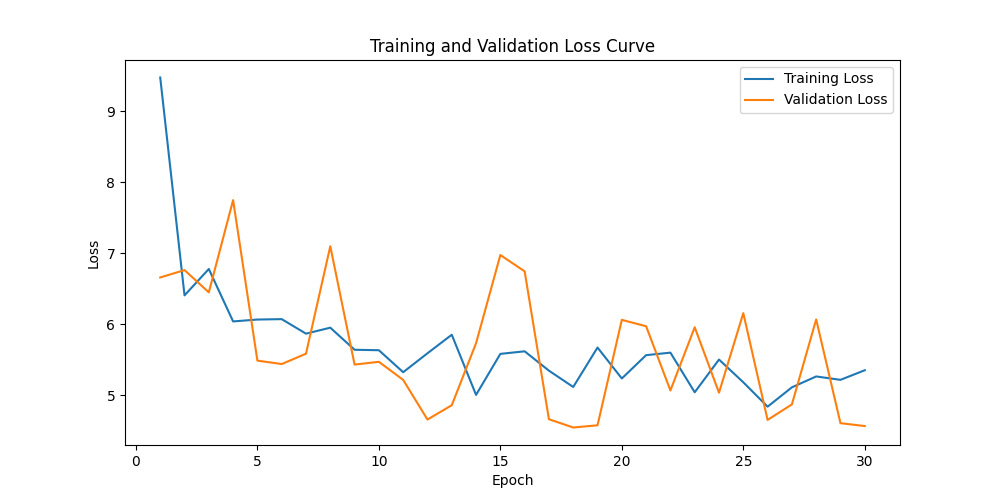 Training and Validation Loss Curve
Training Loss
Validation Loss
9
8
7
6
5
Loss
0 5 10 15 20 25 30
Epoch